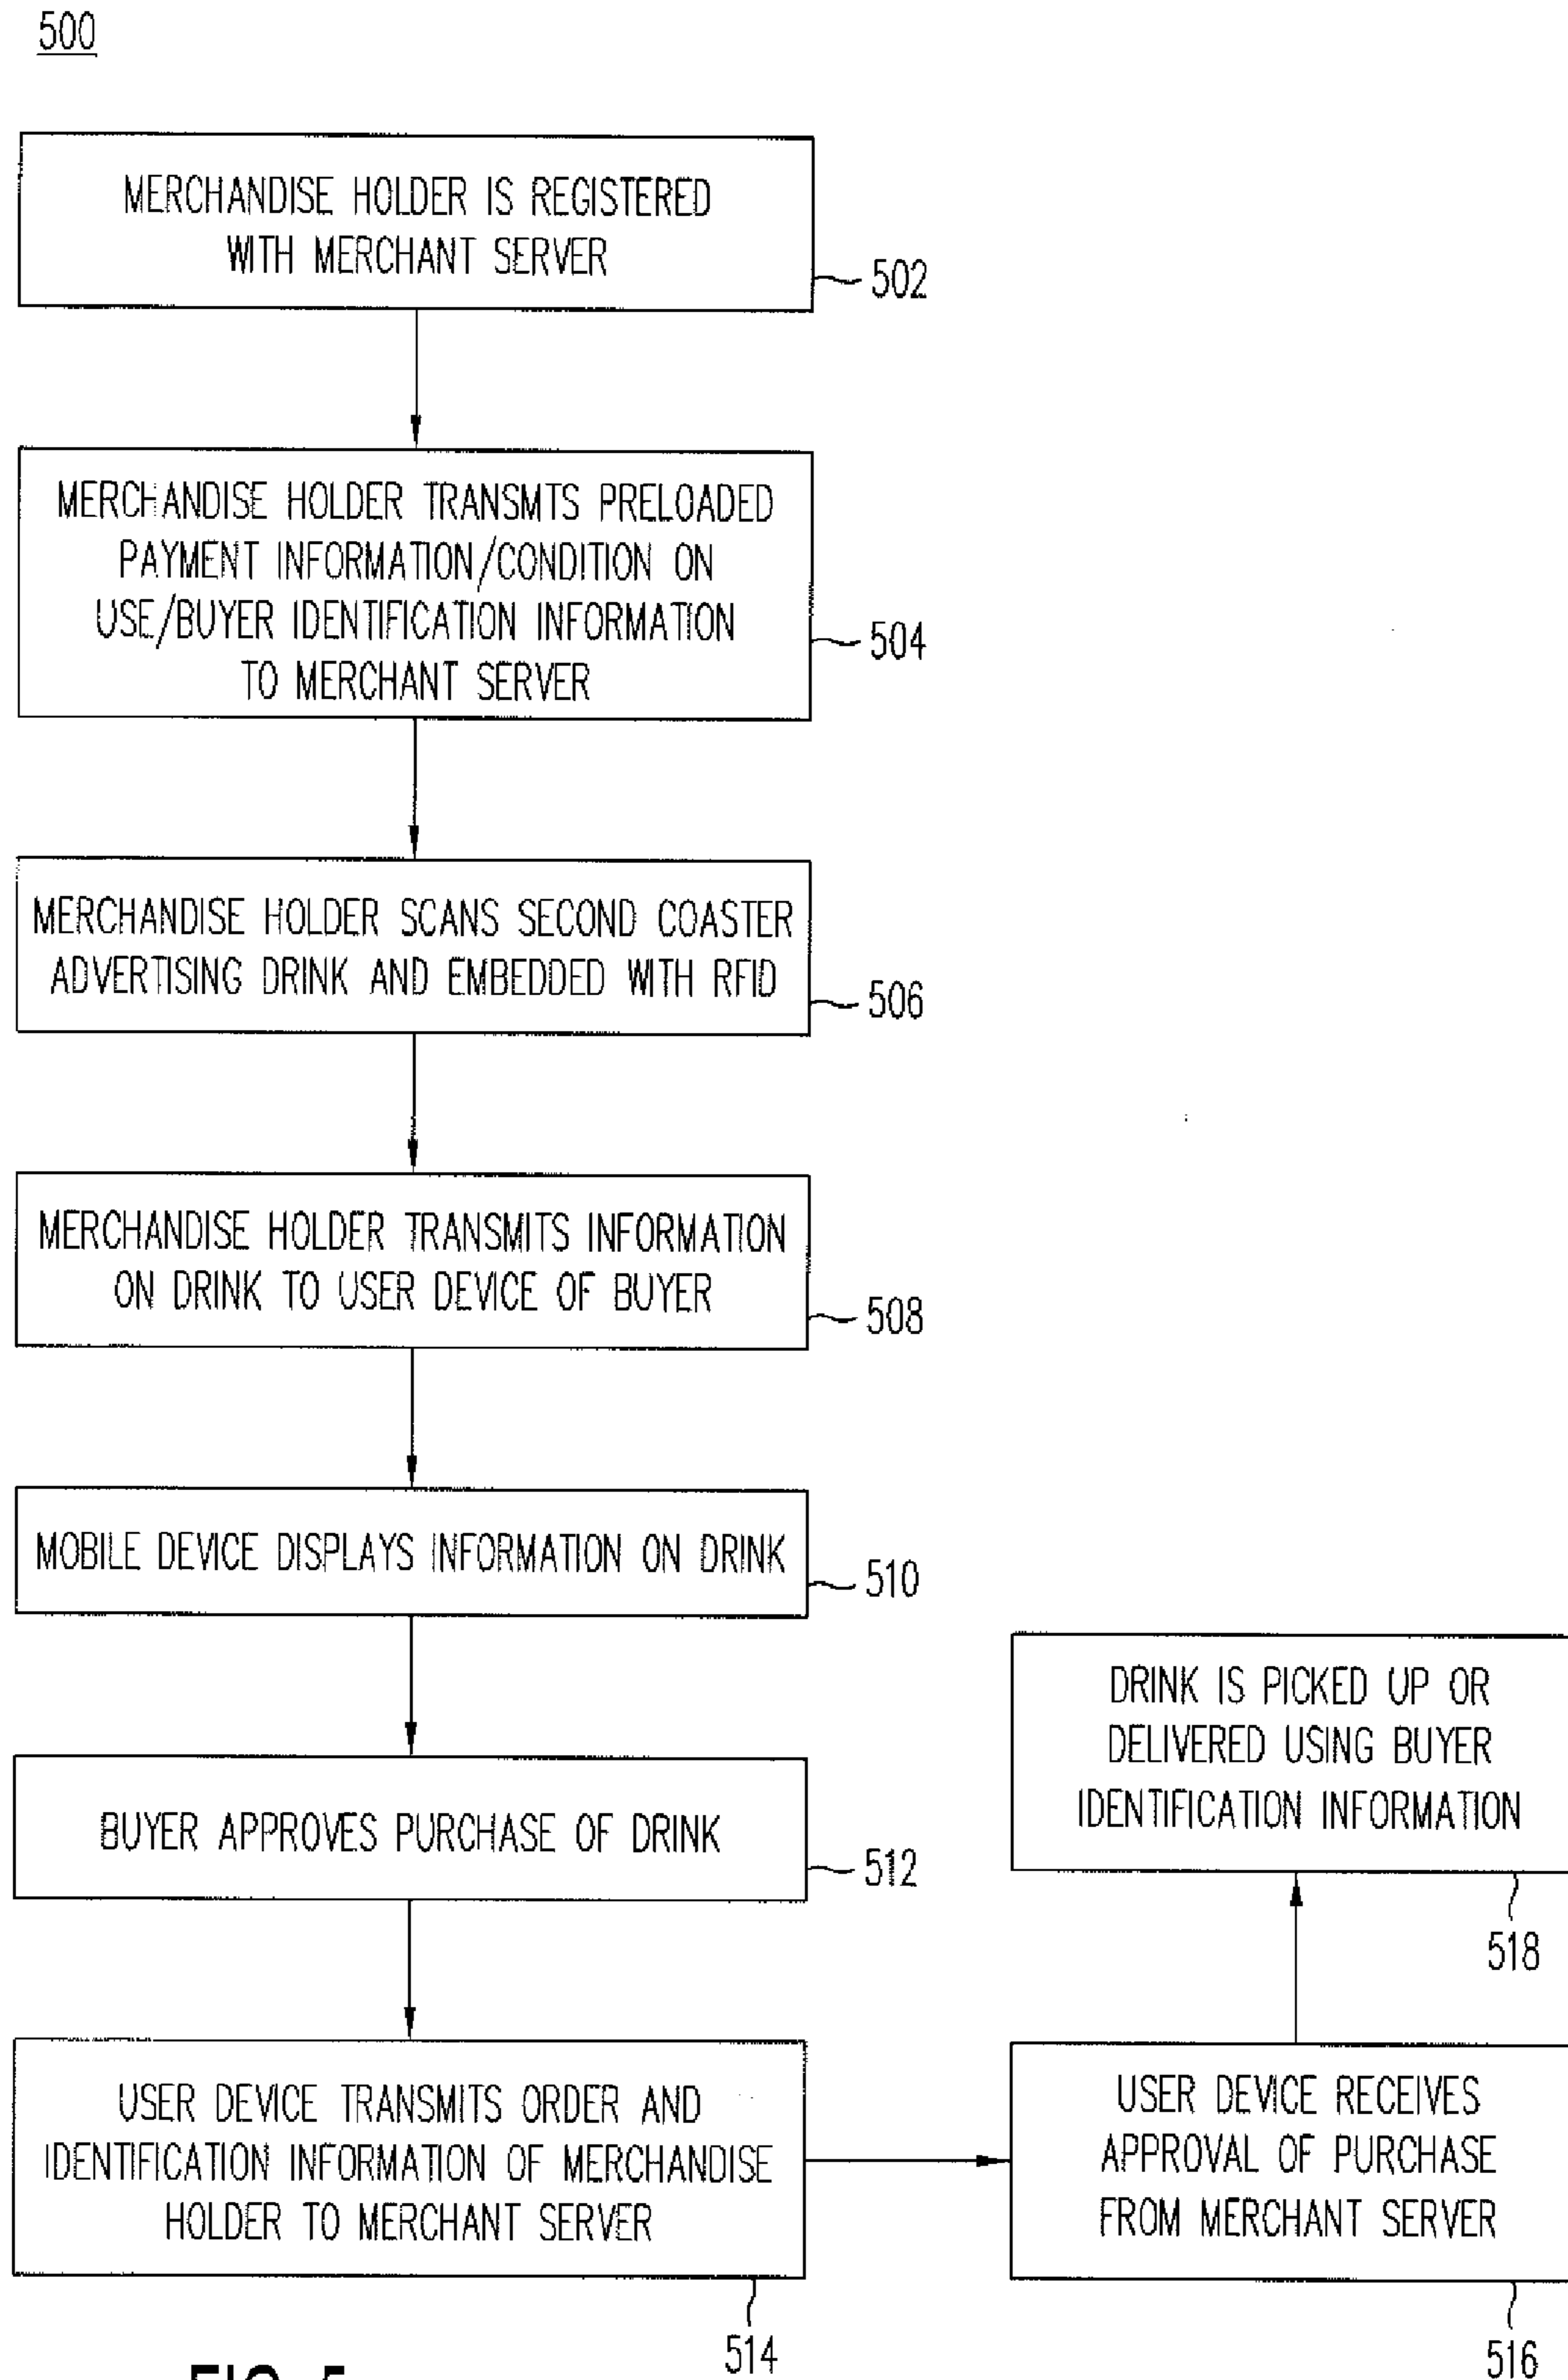 500
MERCHANDISE HOLDER IS REGISTERED
WITH MERCHANT SERVER
502
MERCHANDISE HOLDER TRANSMTS PRELOADED
PAYMENT INFORMATION/CONDITION ON
USE/BUYER IDENTIFICATION INFORMATION
TO MERCHANT SERVER
504
MERCHANDISE HOLDER SCANS SECOND COASTER
ADVERTISING DRINK AND EMBEDDED WITH RFID
506
MERCHANDISE HOLDER TRANSMITS INFORMATION
ON DRINK TO USER DEVICE OF BUYER
508
MOBILE DEVICE DISPLAYS INFORMATION ON DRINK
510
BUYER APPROVES PURCHASE OF DRINK
512
USER DEVICE TRANSMITS ORDER AND
IDENTIFICATION INFORMATION OF MERCHANDISE
HOLDER TO MERCHANT SERVER
514
USER DEVICE RECEIVES
APPROVAL OF PURCHASE
FROM MERCHANT SERVER
516
DRINK IS PICKED UP OR
DELIVERED USING BUYER
IDENTIFICATION INFORMATION
518
FIG. 5